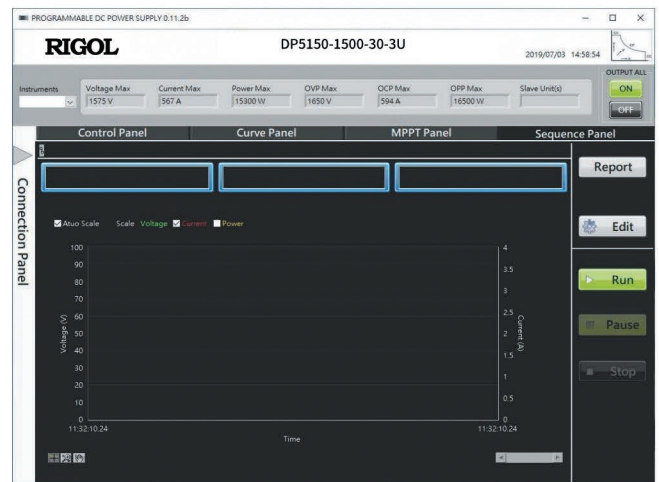 PROGRAMMABLE DC POWER SUPPLY 0.11.2b
RIGOL
DP5150-1500-30-3U
2019/07/03 14:58:54
OUTPUT ALL
Instruments
Voltage Max Current Max Power Max OVP Max OCP Max OPP Max Slave Unit(s)
1575 V 567 A 15300 W 1650 V 594 A 16500 W
ON
OFF
Control Panel Curve Panel MPPT Panel Sequence Panel
Connection Panel
Report
Edit
Run
Pause
Stop
Atuo Scale Scale Voltage Current Power
Voltage (V)
100
90
80
70
60
50
40
30
20
10
0
4
3.5
3
2.5
2
1.5
1
0.5
0
Current (A)
11:32:10.24 11:32:10.24
Time